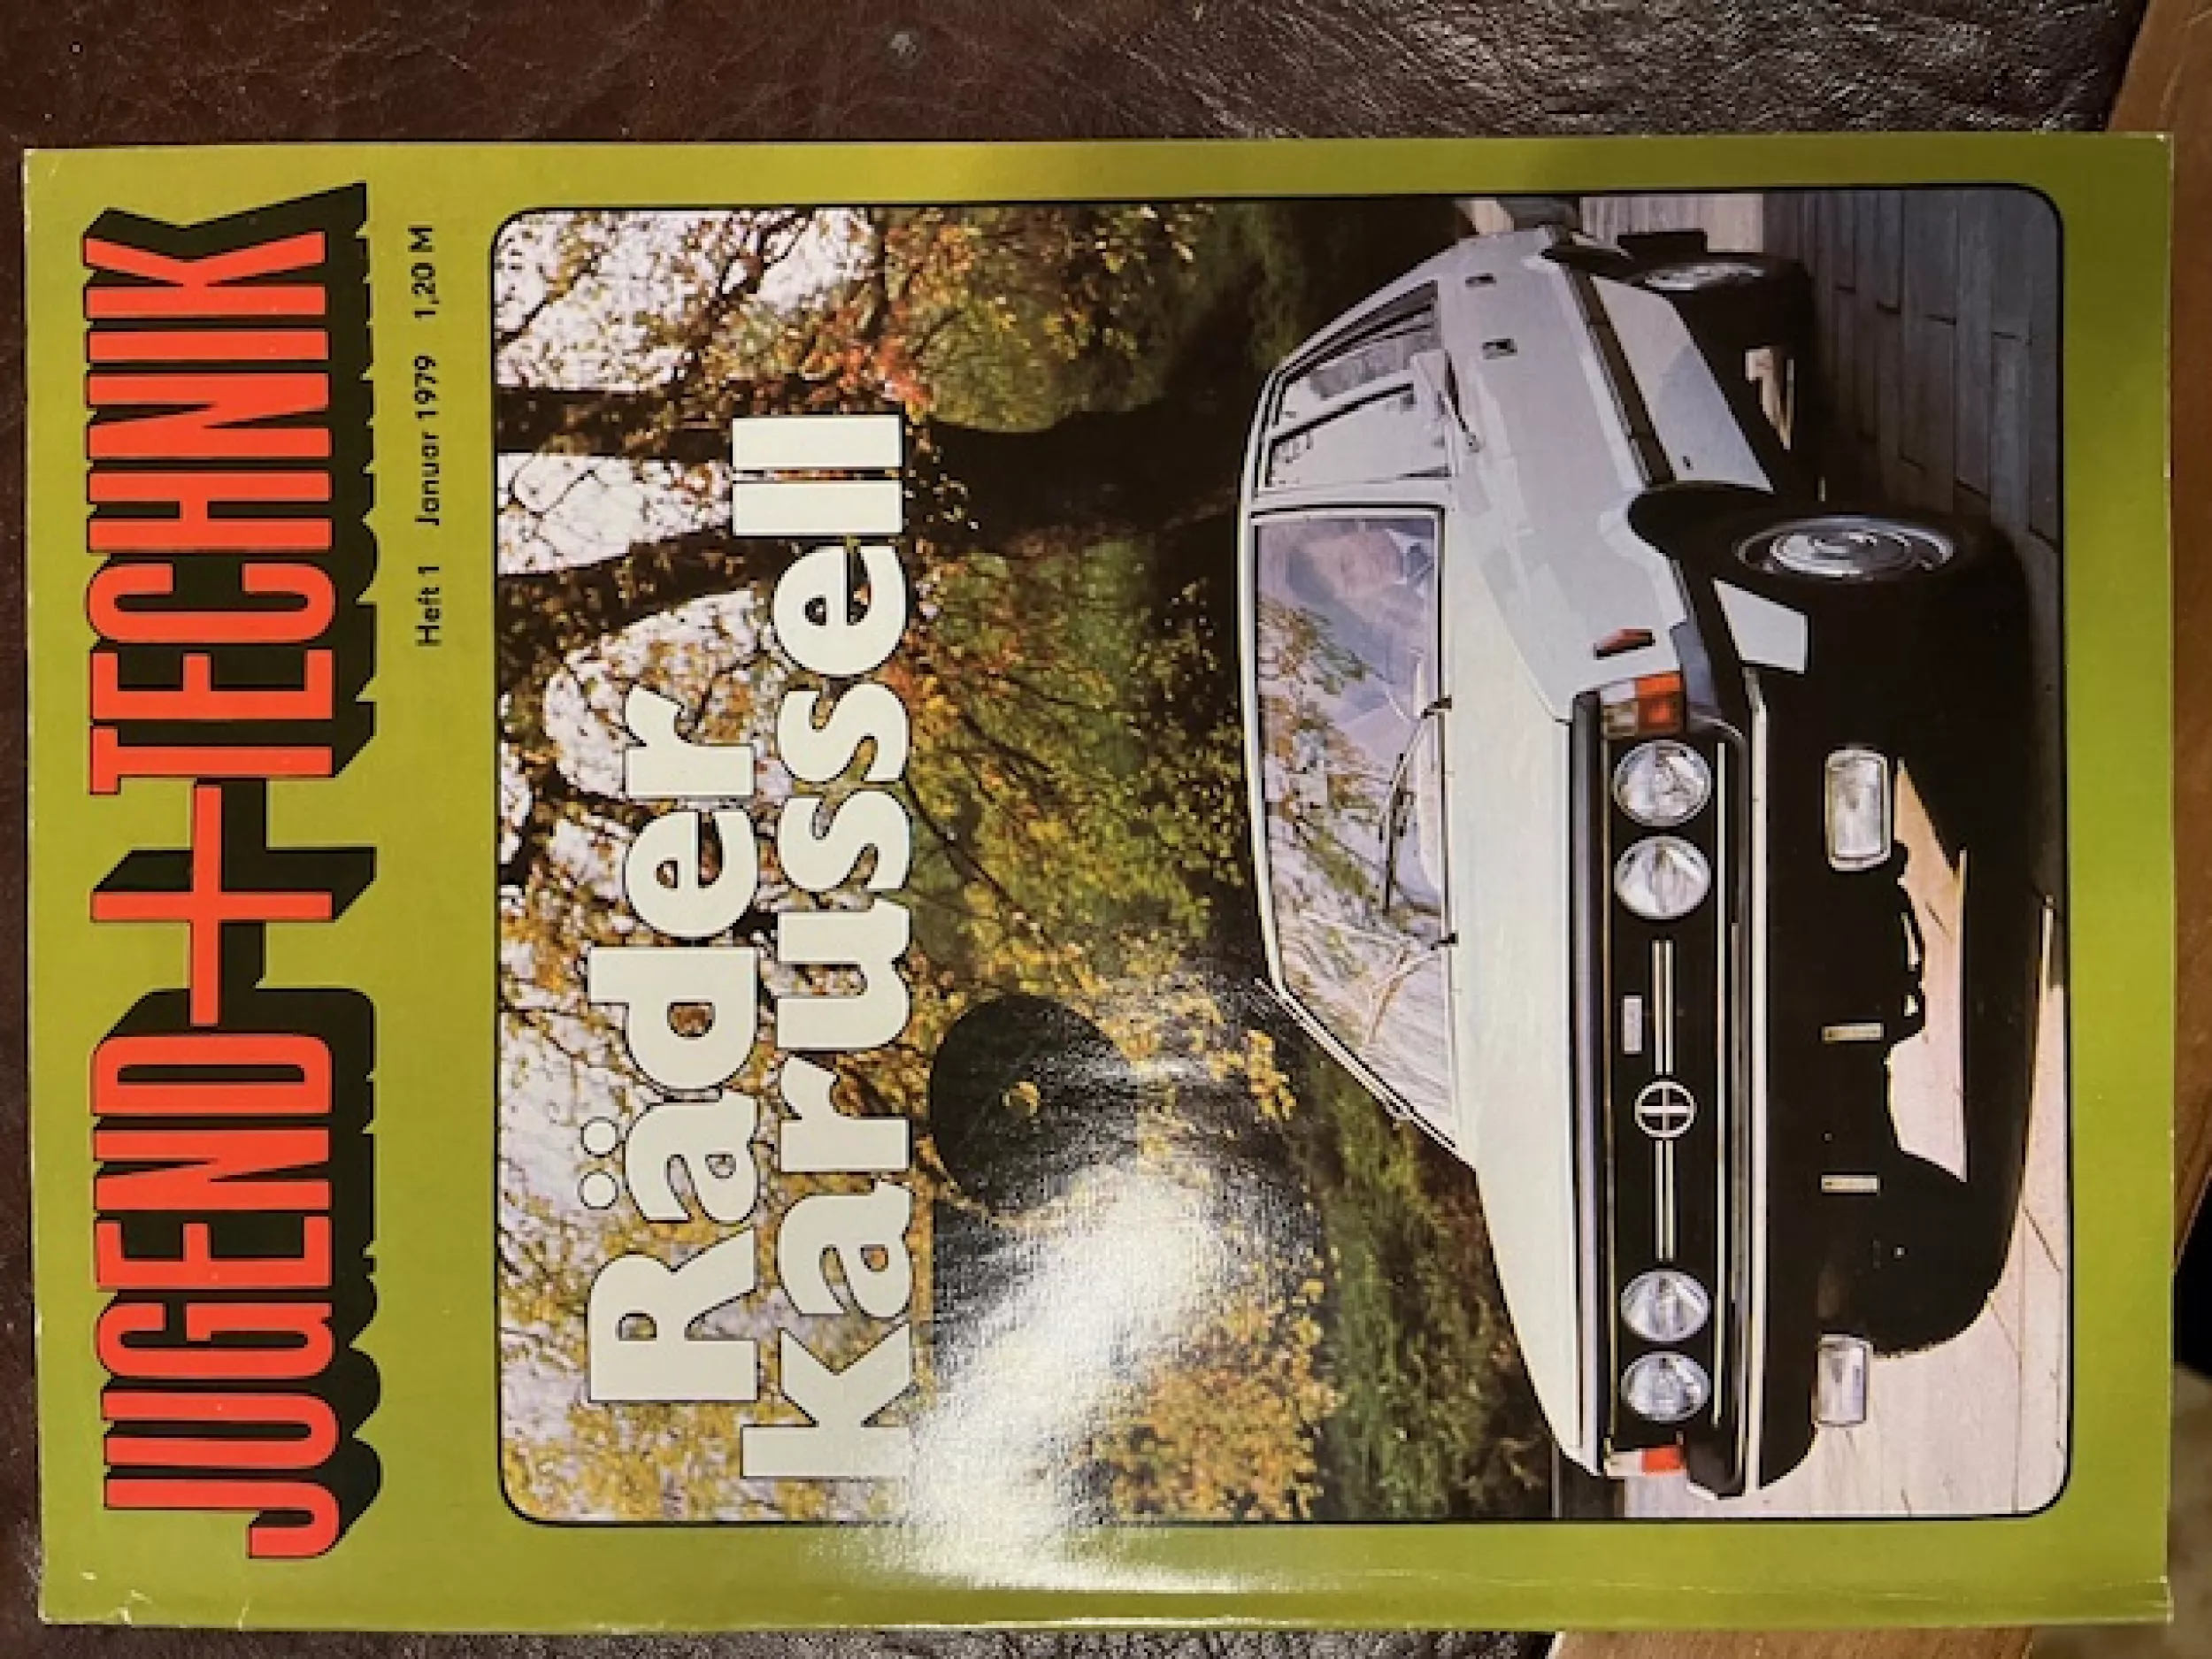 JUGEND+TECHNIK
Heft 1 Januar 1979 1,20 M
Räder
karussell